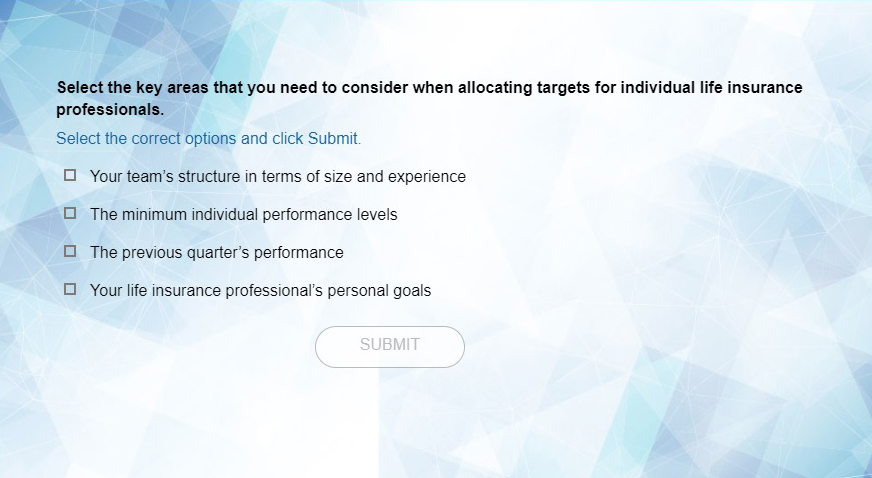 Select the key areas that you need to consider when allocating targets for individual life insurance
professionals.
Select the correct options and click Submit.
Your team’s structure in terms of size and experience
The minimum individual performance levels
The previous quarter’s performance
Your life insurance professional’s personal goals
SUBMIT